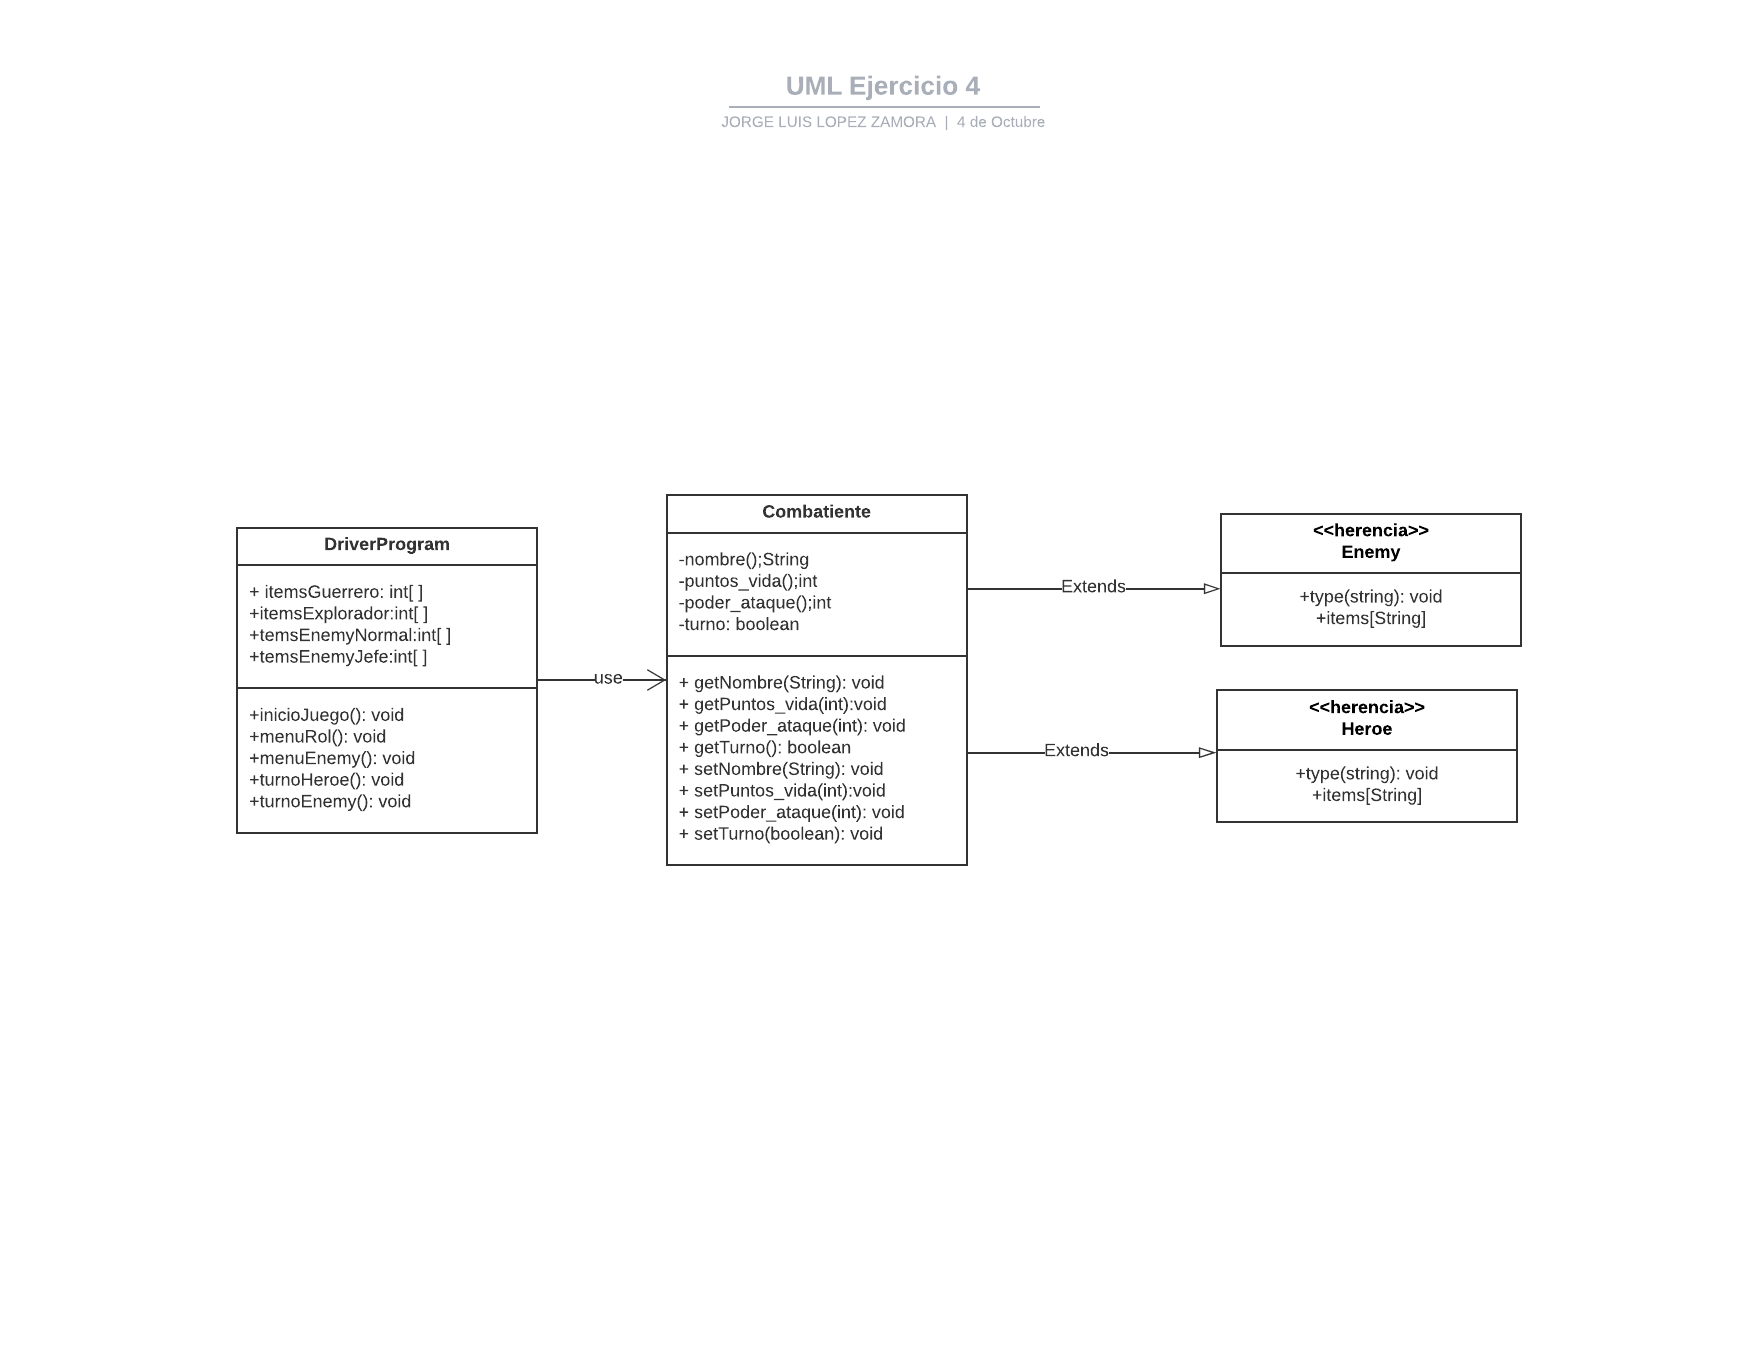 UML Ejercicio 4
JORGE LUIS LOPEZ ZAMORA | 4 de Octubre
DriverProgram
+ itemsGuerrero: int[ ]
+itemsExplorador:int[ ]
+temsEnemyNormal:int[ ]
+temsEnemyJefe:int[ ]
+inicioJuego(): void
+menuRol(): void
+menuEnemy(): void
+turnoHeroe(): void
+turnoEnemy(): void
use
Combatiente
-nombre();String
-puntos_vida();int
-poder_ataque();int
-turno: boolean
+ getNombre(String): void
+ getPuntos_vida(int):void
+ getPoder_ataque(int): void
+ getTurno(): boolean
+ setNombre(String): void
+ setPuntos_vida(int):void
+ setPoder_ataque(int): void
+ setTurno(boolean): void
Extends
<<herencia>>
Enemy
+type(string): void
+items[String]
Extends
<<herencia>>
Heroe
+type(string): void
+items[String]